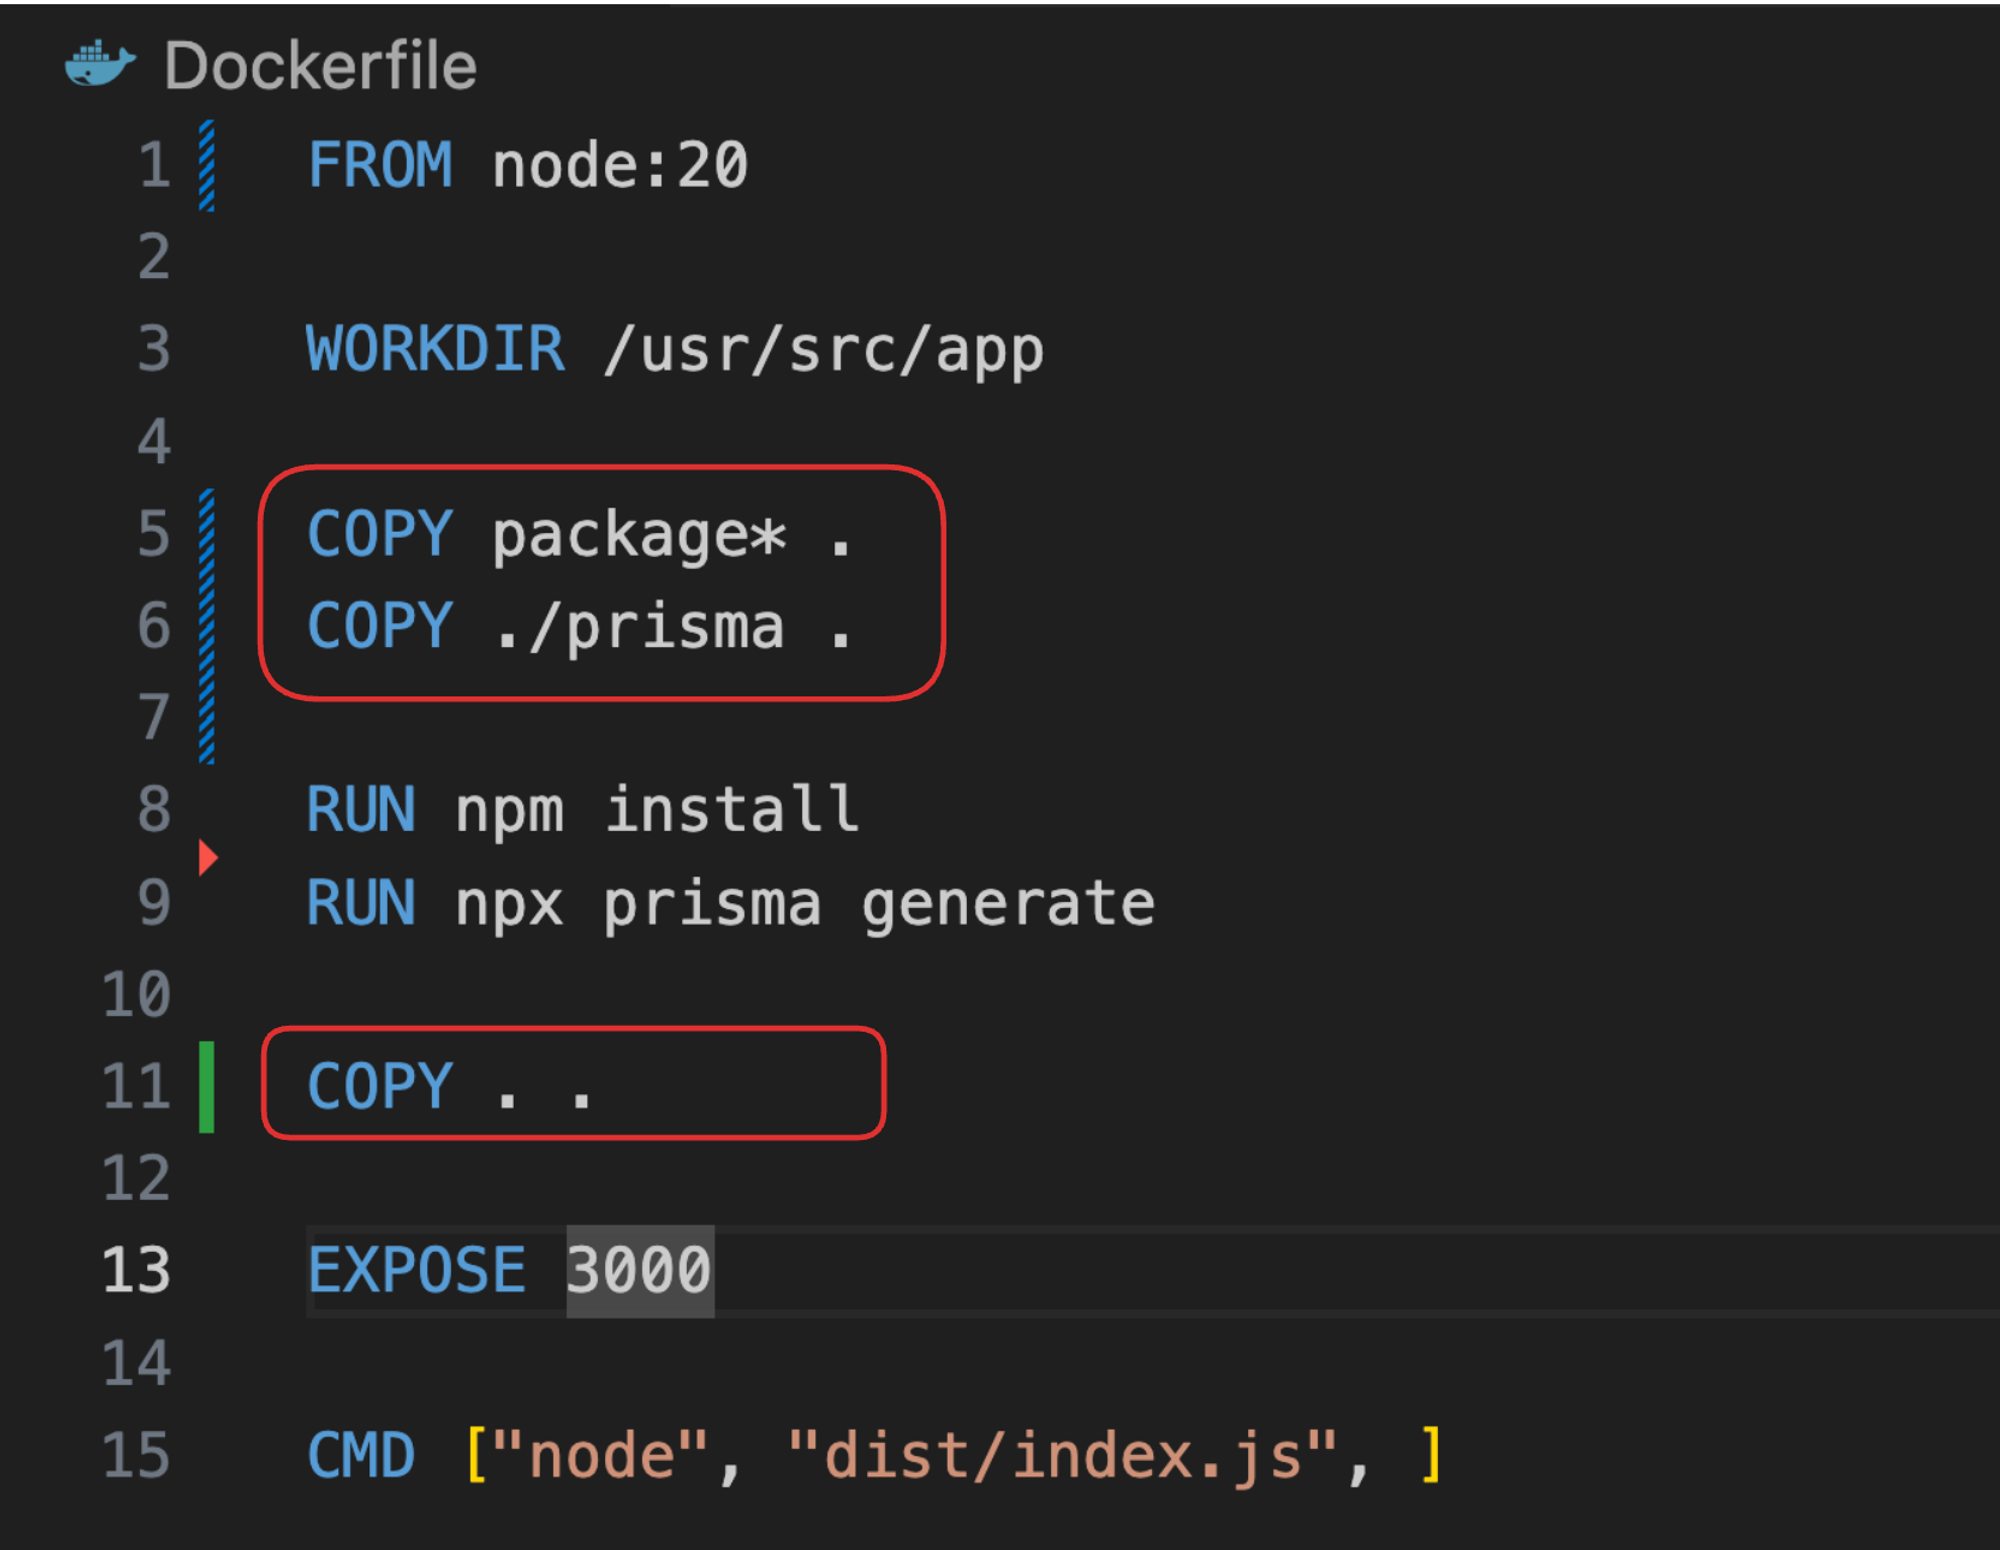 Dockerfile
1 FROM node:20
2
3 WORKDIR /usr/src/app
4
5 COPY package* .
6 COPY ./prisma .
7
8 RUN npm install
9 RUN npx prisma generate
10
11 COPY . .
12
13 EXPOSE 3000
14
15 CMD ["node", "dist/index.js", ]